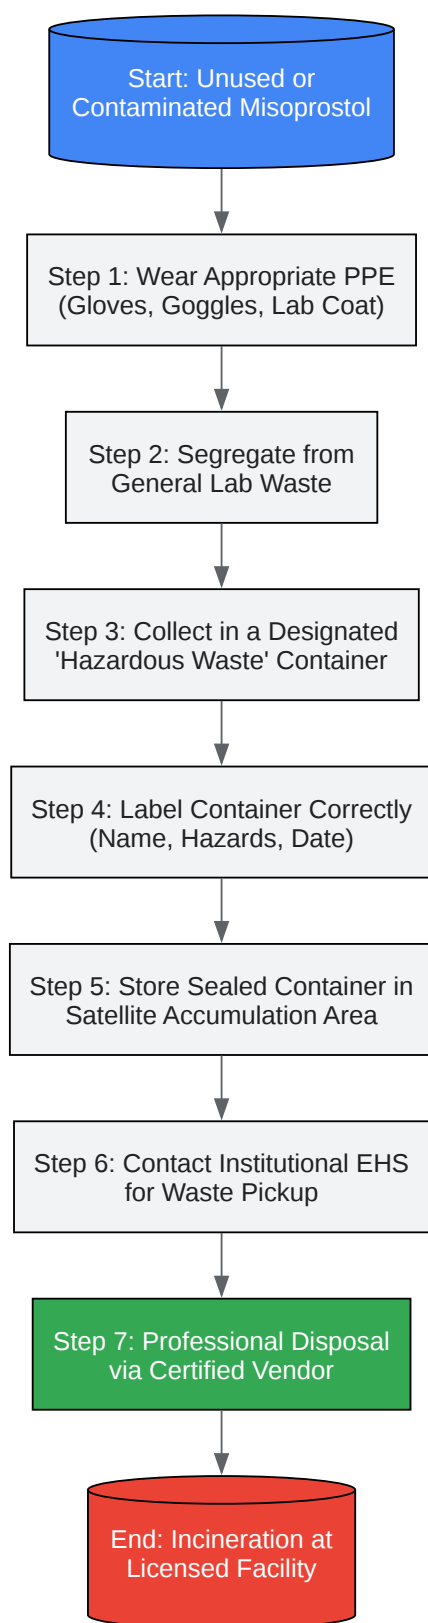 Start: Unused or
Contaminated Misoprostol
Step 1: Wear Appropriate PPE
(Gloves, Goggles, Lab Coat)
Step 2: Segregate from
General Lab Waste
Step 3: Collect in a Designated
'Hazardous Waste' Container
Step 4: Label Container Correctly
(Name, Hazards, Date)
Step 5: Store Sealed Container in
Satellite Accumulation Area
Step 6: Contact Institutional EHS
for Waste Pickup
Step 7: Professional Disposal
via Certified Vendor
End: Incineration at
Licensed Facility